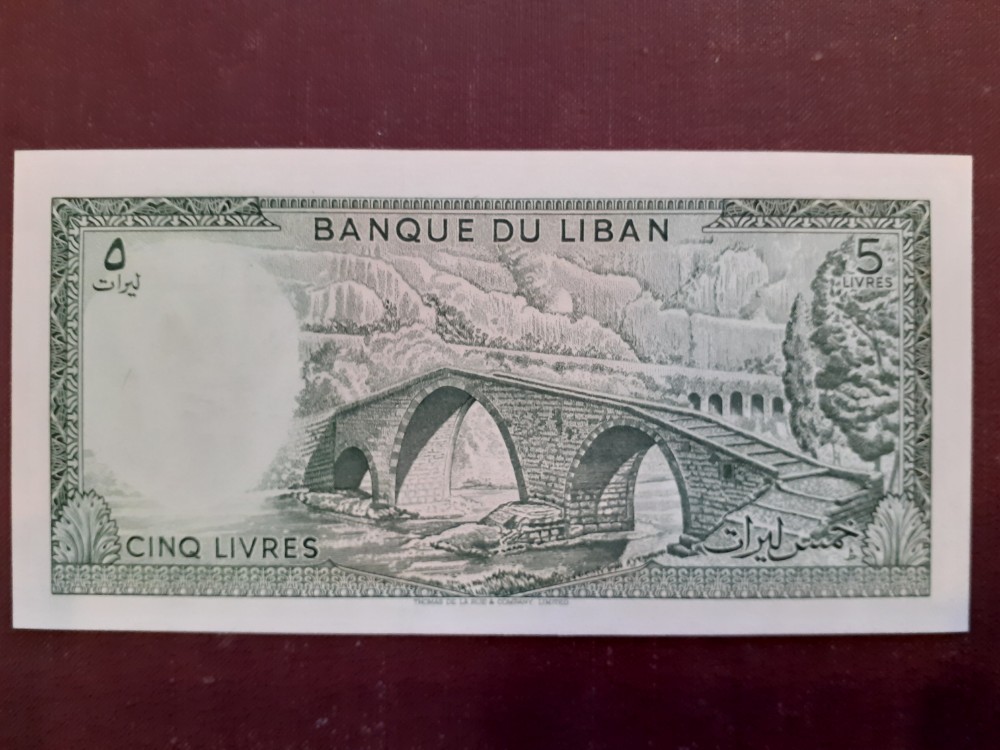 BANQUE DU LIBAN
٥
ليرات
5
LIVRES
CINQ LIVRES
خمس ليرات
THOMAS DE LA RUE & COMPANY, LIMITED